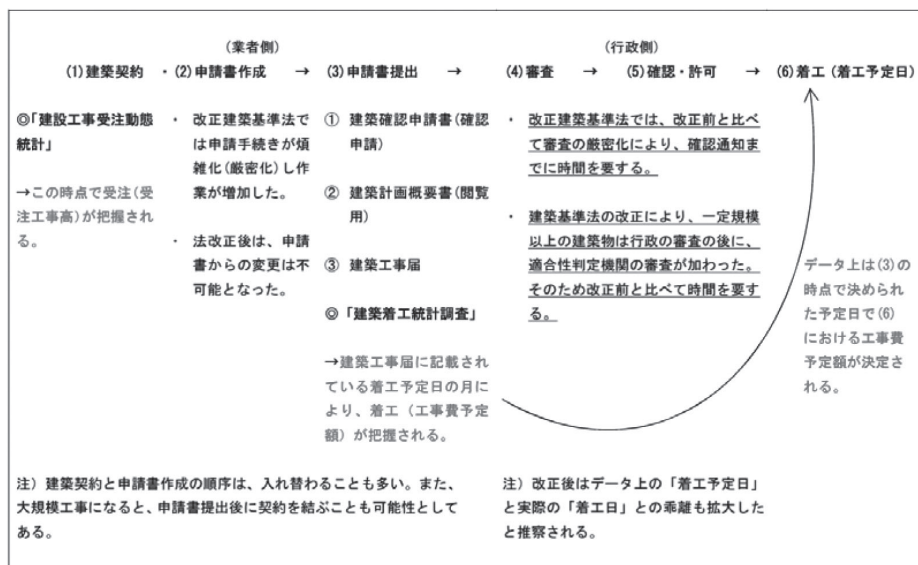 （業者側）
（行政側）
(1)建築契約 ・(2)申請書作成 → (3)申請書提出 → (4)審査 → (5)確認・許可 → (6)着工（着工予定日）
◎「建設工事受注動態
統計」
→この時点で受注（受
注工事高）が把握され
る。
・ 改正建築基準法で
は申請手続きが煩
雑化（厳密化）し作
業が増加した。
・ 法改正後は、申請
書からの変更は不
可能となった。
① 建築確認申請書（確認
申請）
② 建築計画概要書（閲覧
用）
③ 建築工事届
◎「建築着工統計調査」
→建築工事届に記載され
ている着工予定日の月に
より、着工（工事費予定
額）が把握される。
・ 改正建築基準法では、改正前と比べ
て審査の厳密化により、確認通知ま
でに時間を要する。
・ 建築基準法の改正により、一定規模
以上の建築物は行政の審査の後に、
適合性判定機関の審査が加わった。
そのため改正前と比べて時間を要す
る。
データ上は(3)の
時点で決められ
た予定日で(6)
における工事費
予定額が決定さ
れる。
注）建築契約と申請書作成の順序は、入れ替わることも多い。また、
大規模工事になると、申請書提出後に契約を結ぶことも可能性として
ある。
注）改正後はデータ上の「着工予定日」
と実際の「着工日」との乖離も拡大した
と推察される。